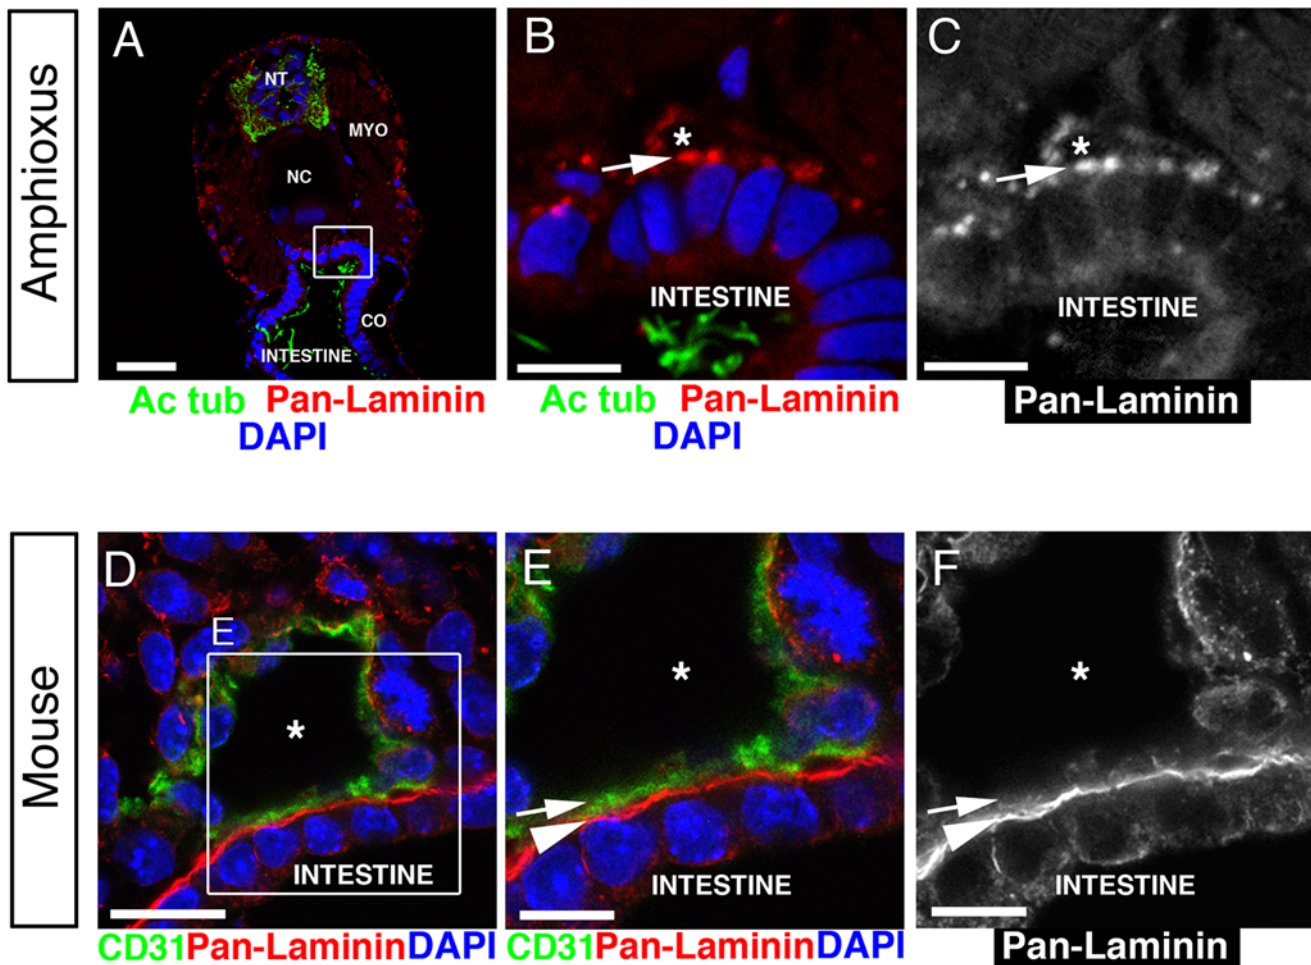 Amphioxus
A
NT
MYO
NC
CO
INTESTINE
Ac tub Pan-Laminin
DAPI
B
*
INTESTINE
Ac tub Pan-Laminin
DAPI
C
*
INTESTINE
Pan-Laminin
Mouse
D
E
*
INTESTINE
CD31Pan-LamininDAPI
E
*
INTESTINE
CD31Pan-LamininDAPI
F
*
INTESTINE
Pan-Laminin